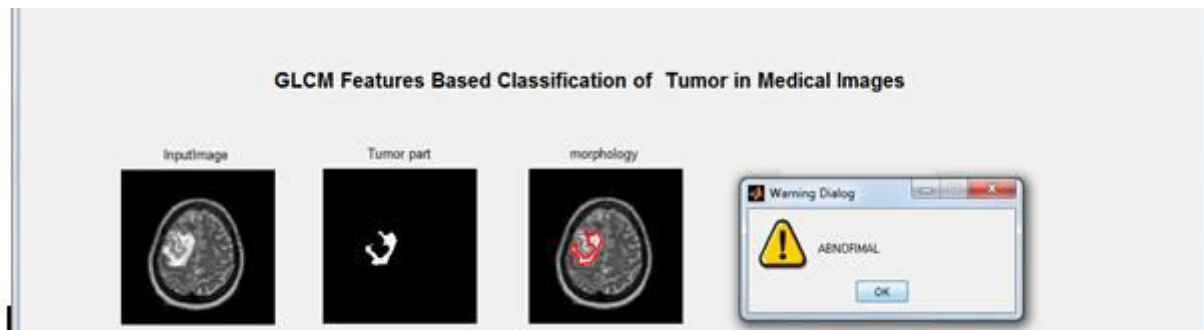 GLCM Features Based Classification of Tumor in Medical Images
InputImage
Tumor part
morphology
Warning Dialog
ABNORMAL
OK